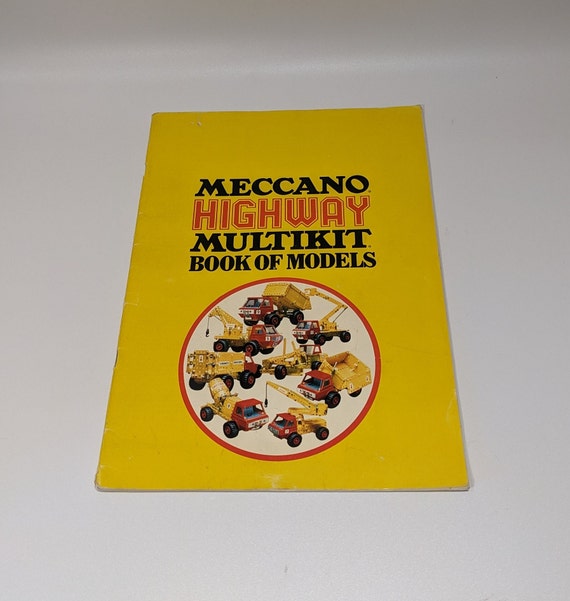 MECCANO
HIGHWAY
MULTIKIT
BOOK OF MODELS